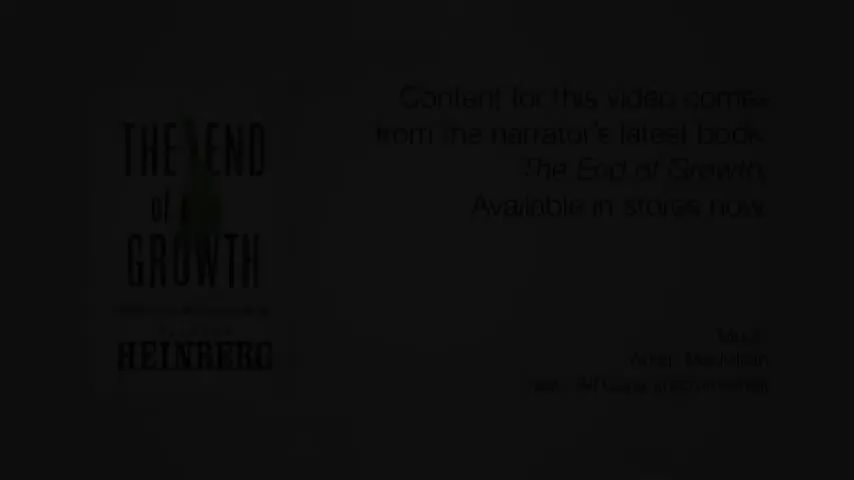 THE END
of
GROWTH
HEINBERG
Content for this video comes
from the narrator's latest book,
The End of Growth.
Available in stores now.
Music: